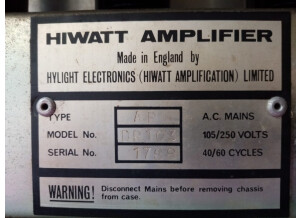 HIWATT AMPLIFIER
Made in England by
HYLIGHT ELECTRONICS (HIWATT AMPLIFICATION) LIMITED
TYPE A.C. MAINS
MODEL No. 105/250 VOLTS
SERIAL No. 40/60 CYCLES
WARNING! Disconnect Mains before removing chassis
from case.